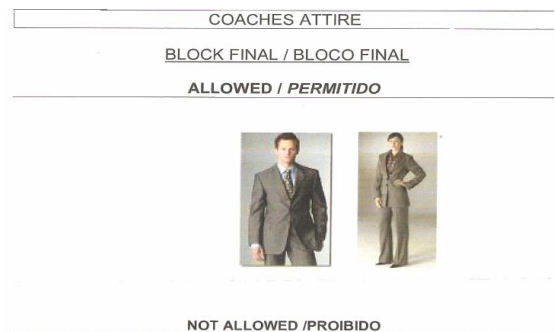 COACHES ATTIRE
BLOCK FINAL / BLOCO FINAL
ALLOWED / PERMITIDO
NOT ALLOWED /PROIBIDO